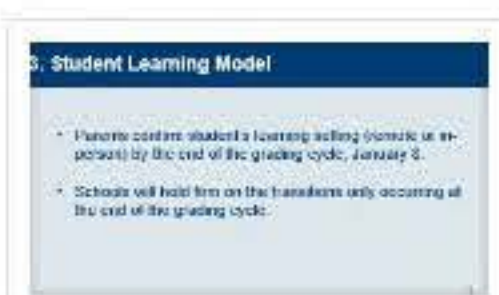 3. Student Learning Model
• Parents confirm student's learning setting (remote or in-
person) by the end of the grading cycle, January 8.
• Schools will hold firm on the transitions only occurring at
the end of the grading cycle.